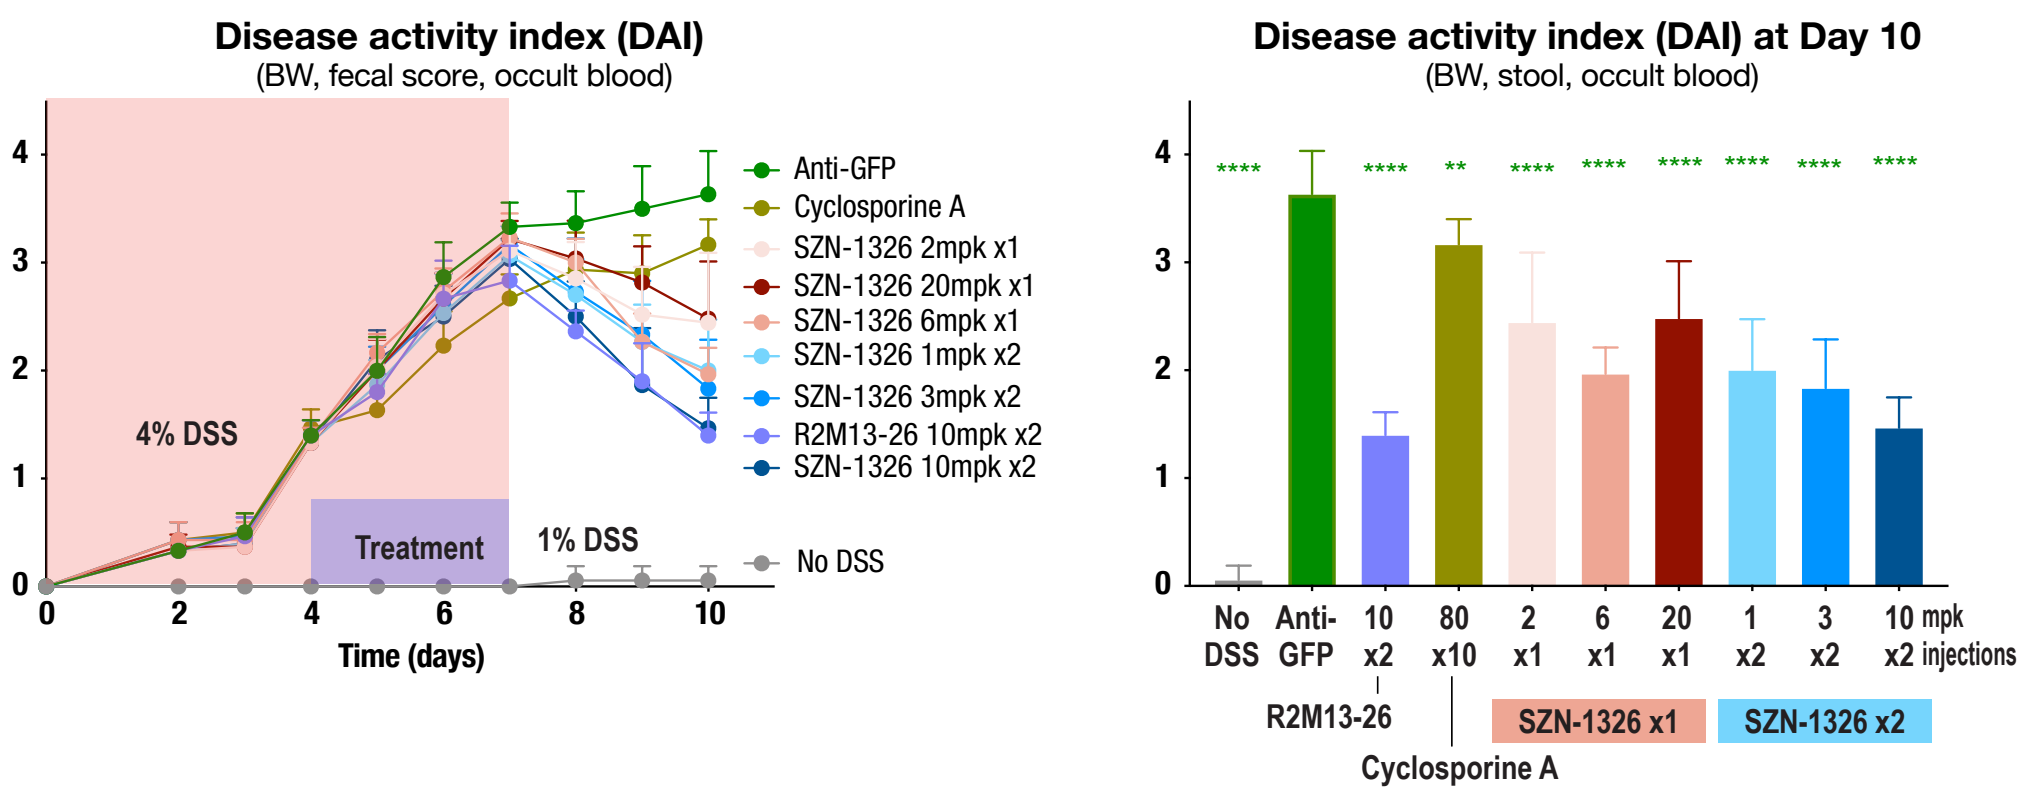 Disease activity index (DAI)
(BW, fecal score, occult blood)
4
3
2
1
0
4% DSS
Treatment
1% DSS
0
2
4
6
8
10
Time (days)
Anti-GFP
Cyclosporine A
SZN-1326 2mpk x1
SZN-1326 20mpk x1
SZN-1326 6mpk x1
SZN-1326 1mpk x2
SZN-1326 3mpk x2
R2M13-26 10mpk x2
SZN-1326 10mpk x2
No DSS
Disease activity index (DAI) at Day 10
(BW, stool, occult blood)
4
3
2
1
0
**** **** ** **** **** **** **** **** ****
No Anti- 10 80 2 6 20 1 3 10 mpk
DSS GFP x2 x10 x1 x1 x1 x2 x2 x2 injections
R2M13-26
SZN-1326 x1
SZN-1326 x2
Cyclosporine A